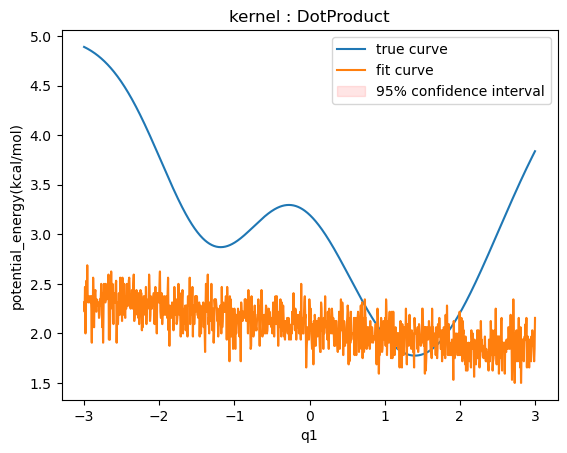 kernel : DotProduct
true curve
fit curve
95% confidence interval
potential_energy(kcal/mol)
5.0
4.5
4.0
3.5
3.0
2.5
2.0
1.5
−3
−2
−1
0
1
2
3
q1